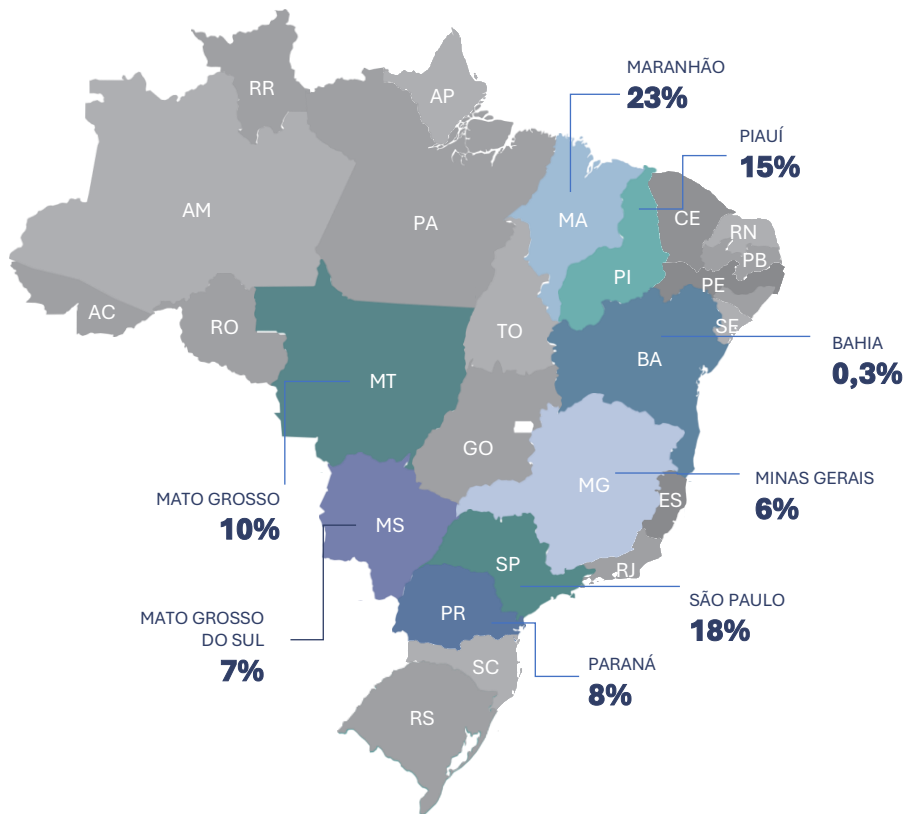 RR
AP
MARANHÃO
23%
PIAUÍ
15%
AM
PA
MA
CE
RN
PB
PI
PE
AC
RO
TO
SE
BA
BAHIA
0,3%
MT
GO
MG
MINAS GERAIS
6%
ES
MATO GROSSO
10%
MS
SP
RJ
SÃO PAULO
18%
MATO GROSSO
DO SUL
7%
PR
PARANÁ
8%
SC
RS